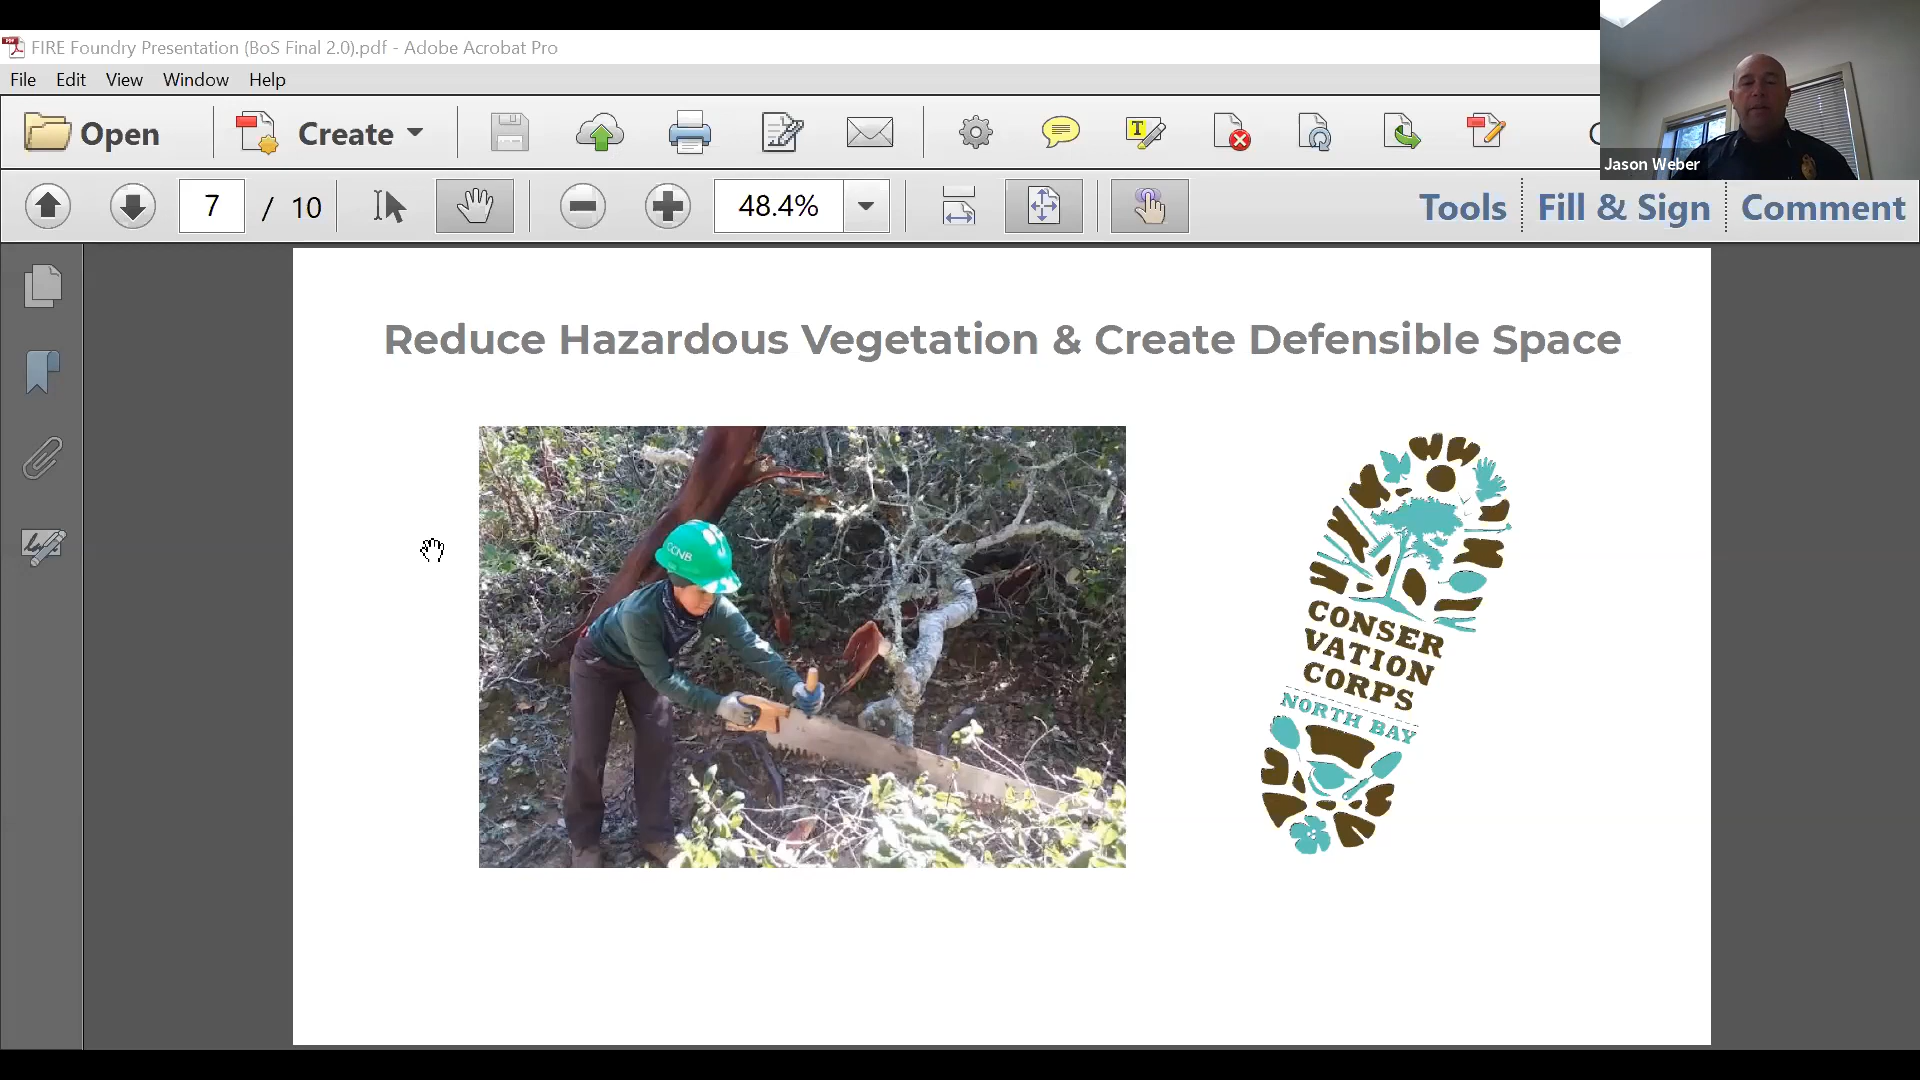 FIRE Foundry Presentation (BoS Final 2.0).pdf - Adobe Acrobat Pro
File Edit View Window Help
Open Create
Jason Weber
7 / 10 48.4% Tools Fill & Sign Comment
Reduce Hazardous Vegetation & Create Defensible Space
CCNB
CONSER
VATION
CORPS
NORTH BAY